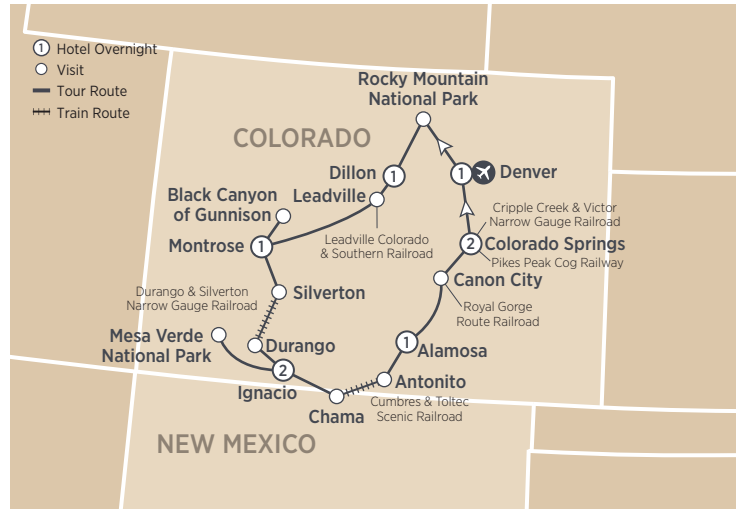 1 Hotel Overnight
Visit
Tour Route
Train Route
Rocky Mountain
National Park
COLORADO
Dillon 1
1 Denver
Leadville
Black Canyon
of Gunnison
Cripple Creek & Victor
Narrow Gauge Railroad
Leadville Colorado
& Southern Railroad
Montrose 1
2 Colorado Springs
Pikes Peak Cog Railway
Canon City
Silverton
Durango & Silverton
Narrow Gauge Railroad
Royal Gorge
Route Railroad
Mesa Verde
National Park
Durango
1
Alamosa
2
Ignacio
Antonito
Cumbres & Toltec
Scenic Railroad
Chama
NEW MEXICO